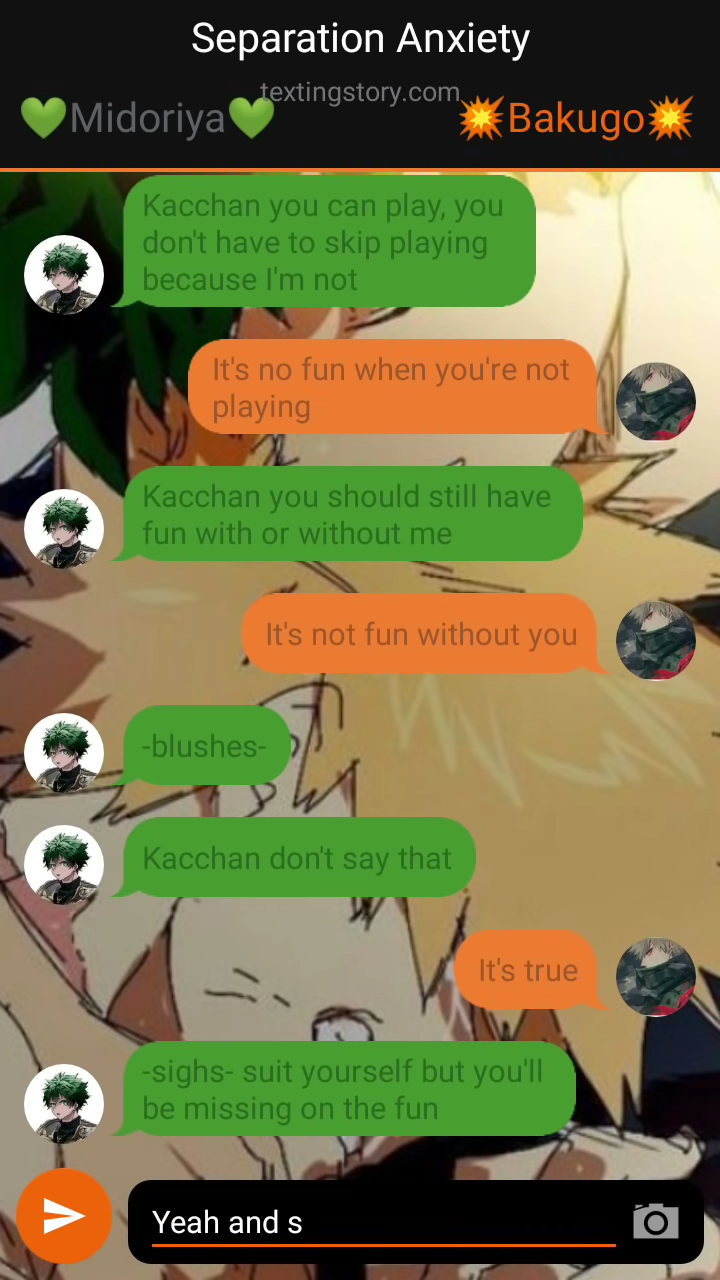 Separation Anxiety
textingstory.com
💚Midoriya💚
💥Bakugo💥
Kacchan you can play, you
don't have to skip playing
because I'm not
It's no fun when you're not
playing
Kacchan you should still have
fun with or without me
It's not fun without you
-blushes-
Kacchan don't say that
It's true
-sighs- suit yourself but you'll
be missing on the fun
Yeah and s